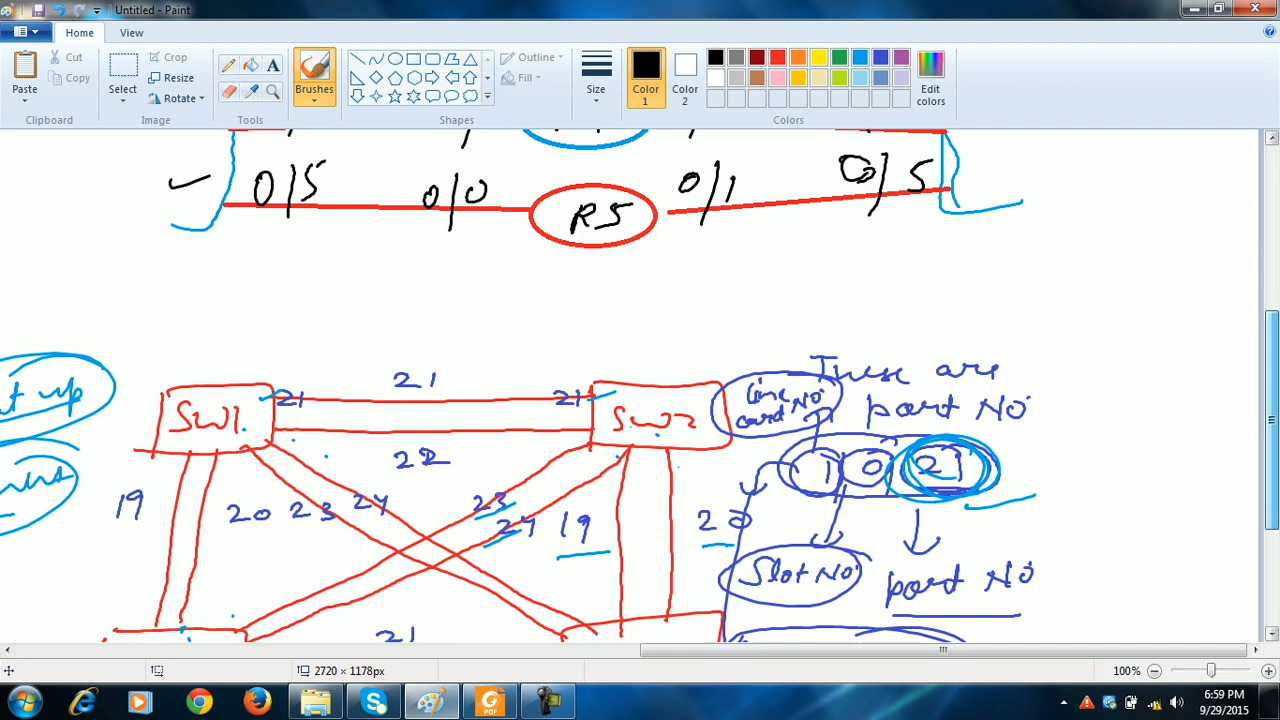 Untitled - Paint
Home
View
Paste
Cut
Copy
Clipboard
Select
Crop
Resize
Rotate
Image
A
Tools
Brushes
Shapes
Outline
Fill
Size
Color 1
Color 2
Edit colors
Colors
0/5 0/0 R5 0/1 0/5
These are
port No
Line No
card
SW1 21 21 21 SW2
22
1 0 21
19 20 23 24 23 24 19 20
Slot No
port No
21
2720 × 1178px
100%
PDF
6:59 PM
9/29/2015